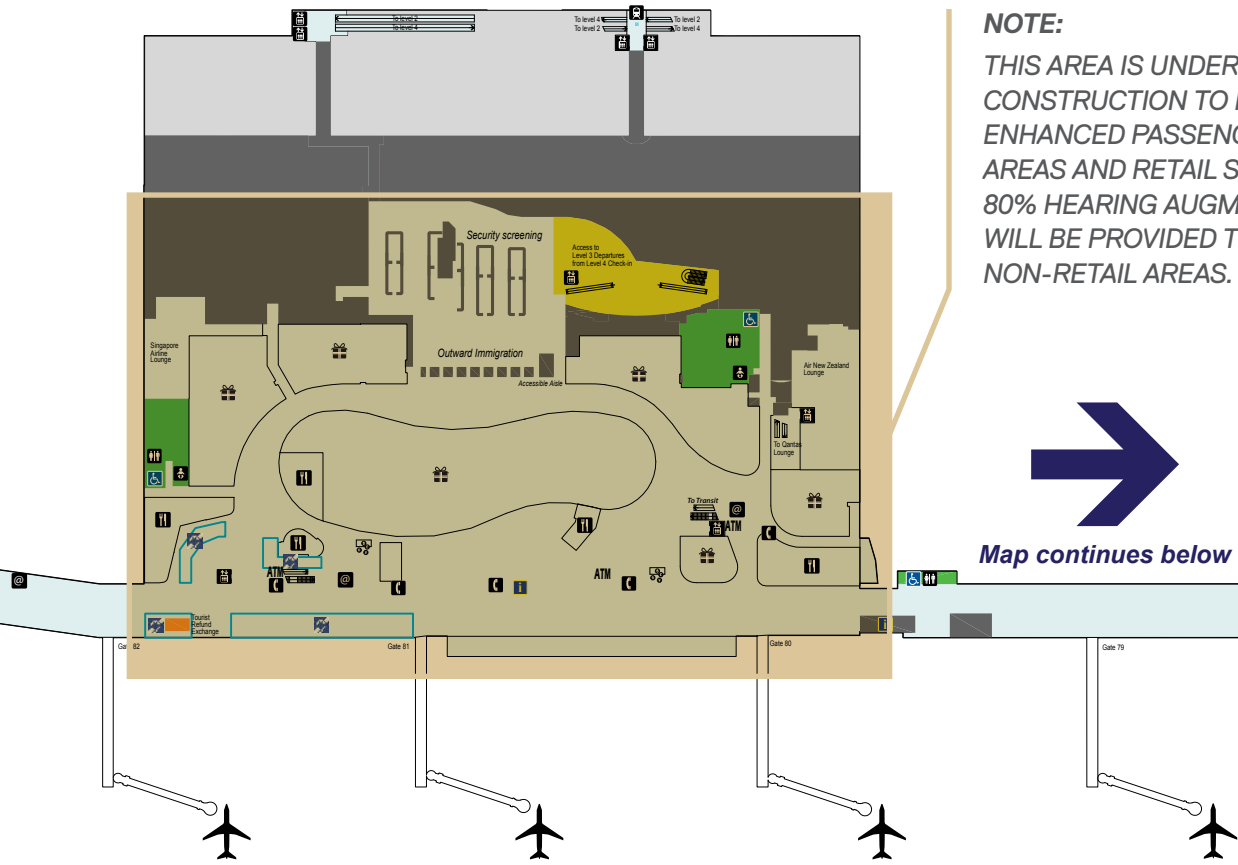 To level 2
To level 4
To level 4
To level 2
To level 2
To level 4
NOTE:
THIS AREA IS UNDER
CONSTRUCTION TO
ENHANCED
AREAS AND RETAIL
80% HEARING
WILL BE PROVIDED
NON-RETAIL AREAS.
Security screening
Access to
Level 3 Departures
from Level 4 Check-in
Singapore
Airline
Lounge
Outward Immigration
Accessible Aisle
Air New Zealand
Lounge
To Qantas
Lounge
To Transit
@
ATM
Map continues below
@
ATM
@
ATM
i
Tourist
Refund
Exchange
i
Gate 82
Gate 81
Gate 80
Gate 79